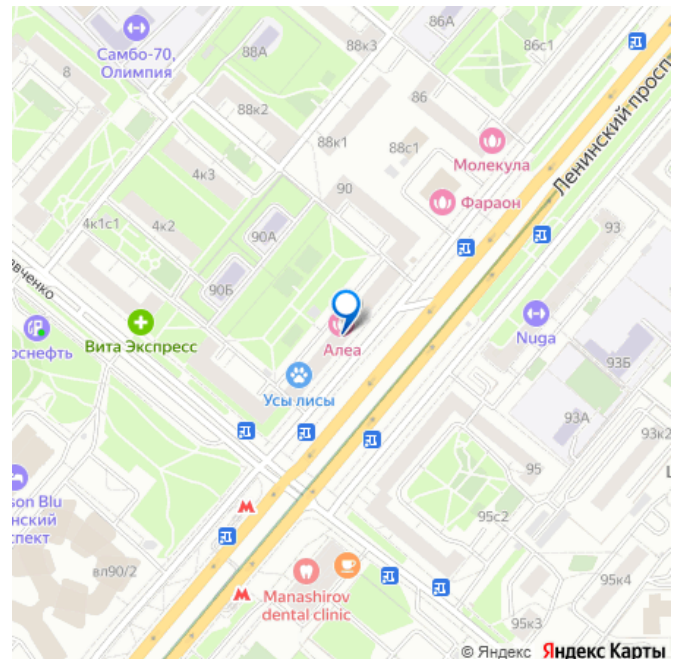 86А
86с1
Самбо-70,
Олимпия
88А
88к3
8
88к2
86
88к1
88с1
Молекула
Ленинский просп
4к3
90
Фараон
4к1с1
4к2
90А
93
90Б
Вита Экспресс
Алеа
Nuga
93Б
Усы лисы
93А
93к2
95
95с2
вл90/2
Manashirov
dental clinic
95к4
95к3
© Яндекс Яндекс Карты